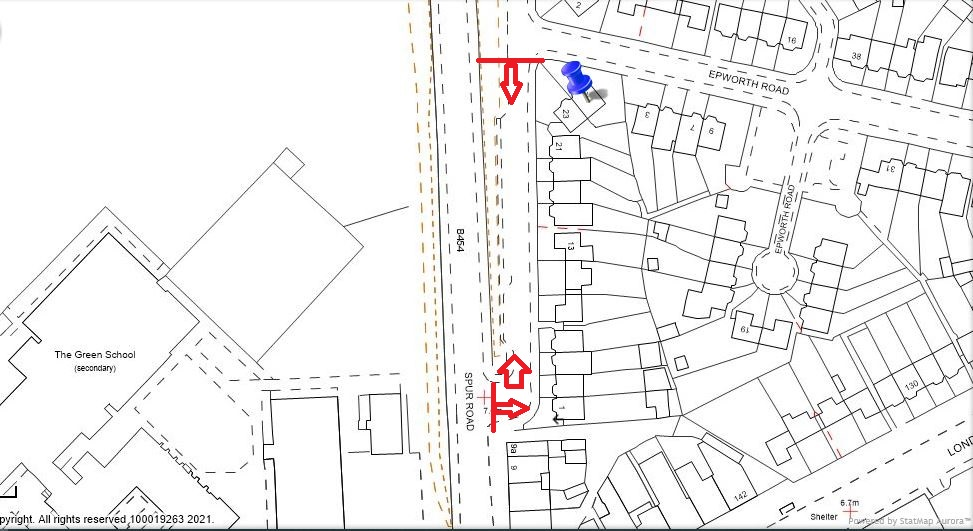 2
16
38
EPWORTH ROAD
23
3
7
9
21
31
EPWORTH ROAD
B454
13
19
The Green School
(secondary)
130
SPUR ROAD
7.
1
9a
9
LOND
142
6.7m
Shelter
pyright. All rights reserved 100019263 2021.
Powered by StatMap Aurora